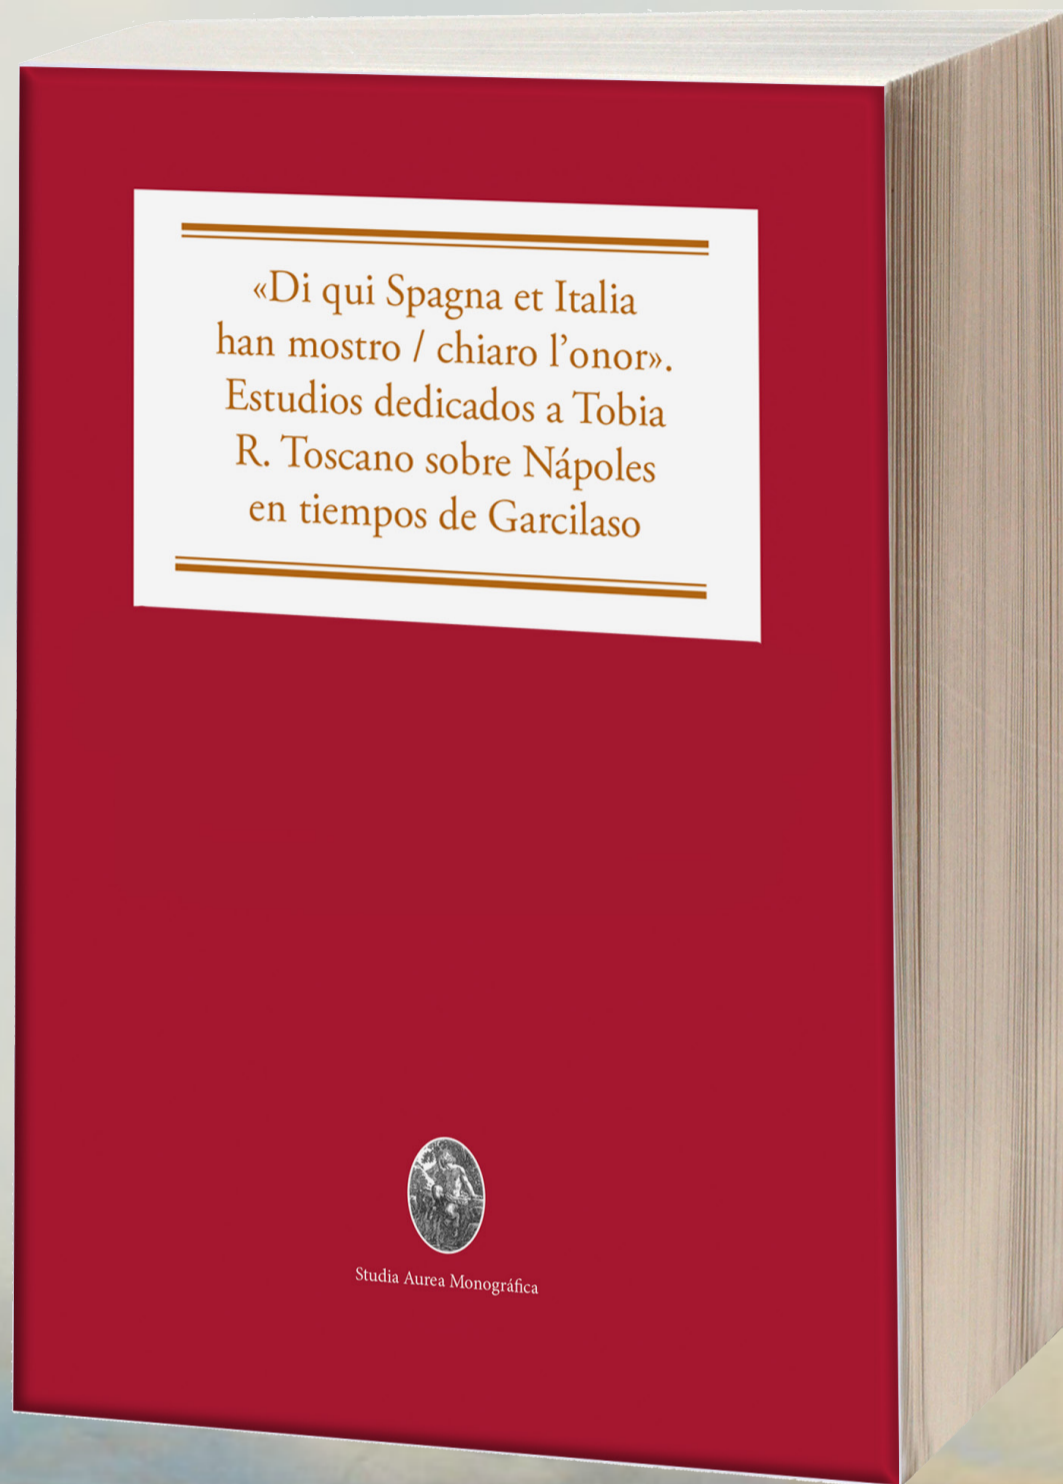 «Di qui Spagna et Italia
han mostro / chiaro l’onor».
Estudios dedicados a Tobia
R. Toscano sobre Nápoles
en tiempos de Garcilaso
Studia Aurea Monográfica